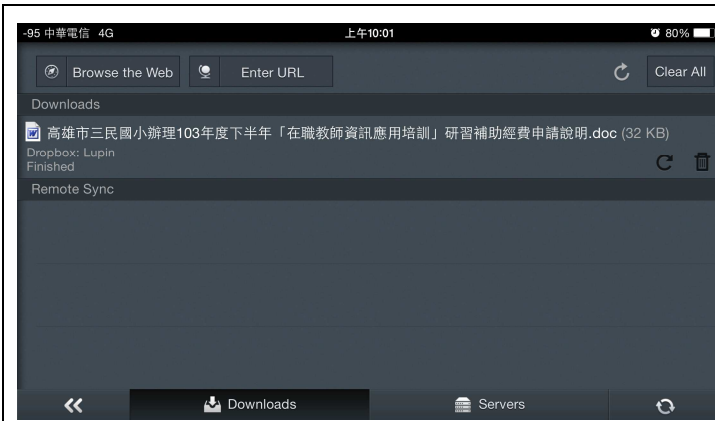 -95 中華電信 4G 上午10:01 80%
Browse the Web Enter URL Clear All
Downloads
高雄市三民國小辦理103年度下半年「在職教師資訊應用培訓」研習補助經費申請說明.doc (32 KB)
Dropbox: Lupin
Finished
Remote Sync
Downloads Servers